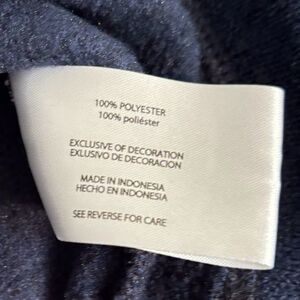 100% POLYESTER
100% poliéster
EXCLUSIVE OF DECORATION
EXLUSIVO DE DECORACION
MADE IN INDONESIA
HECHO EN INDONESIA
SEE REVERSE FOR CARE